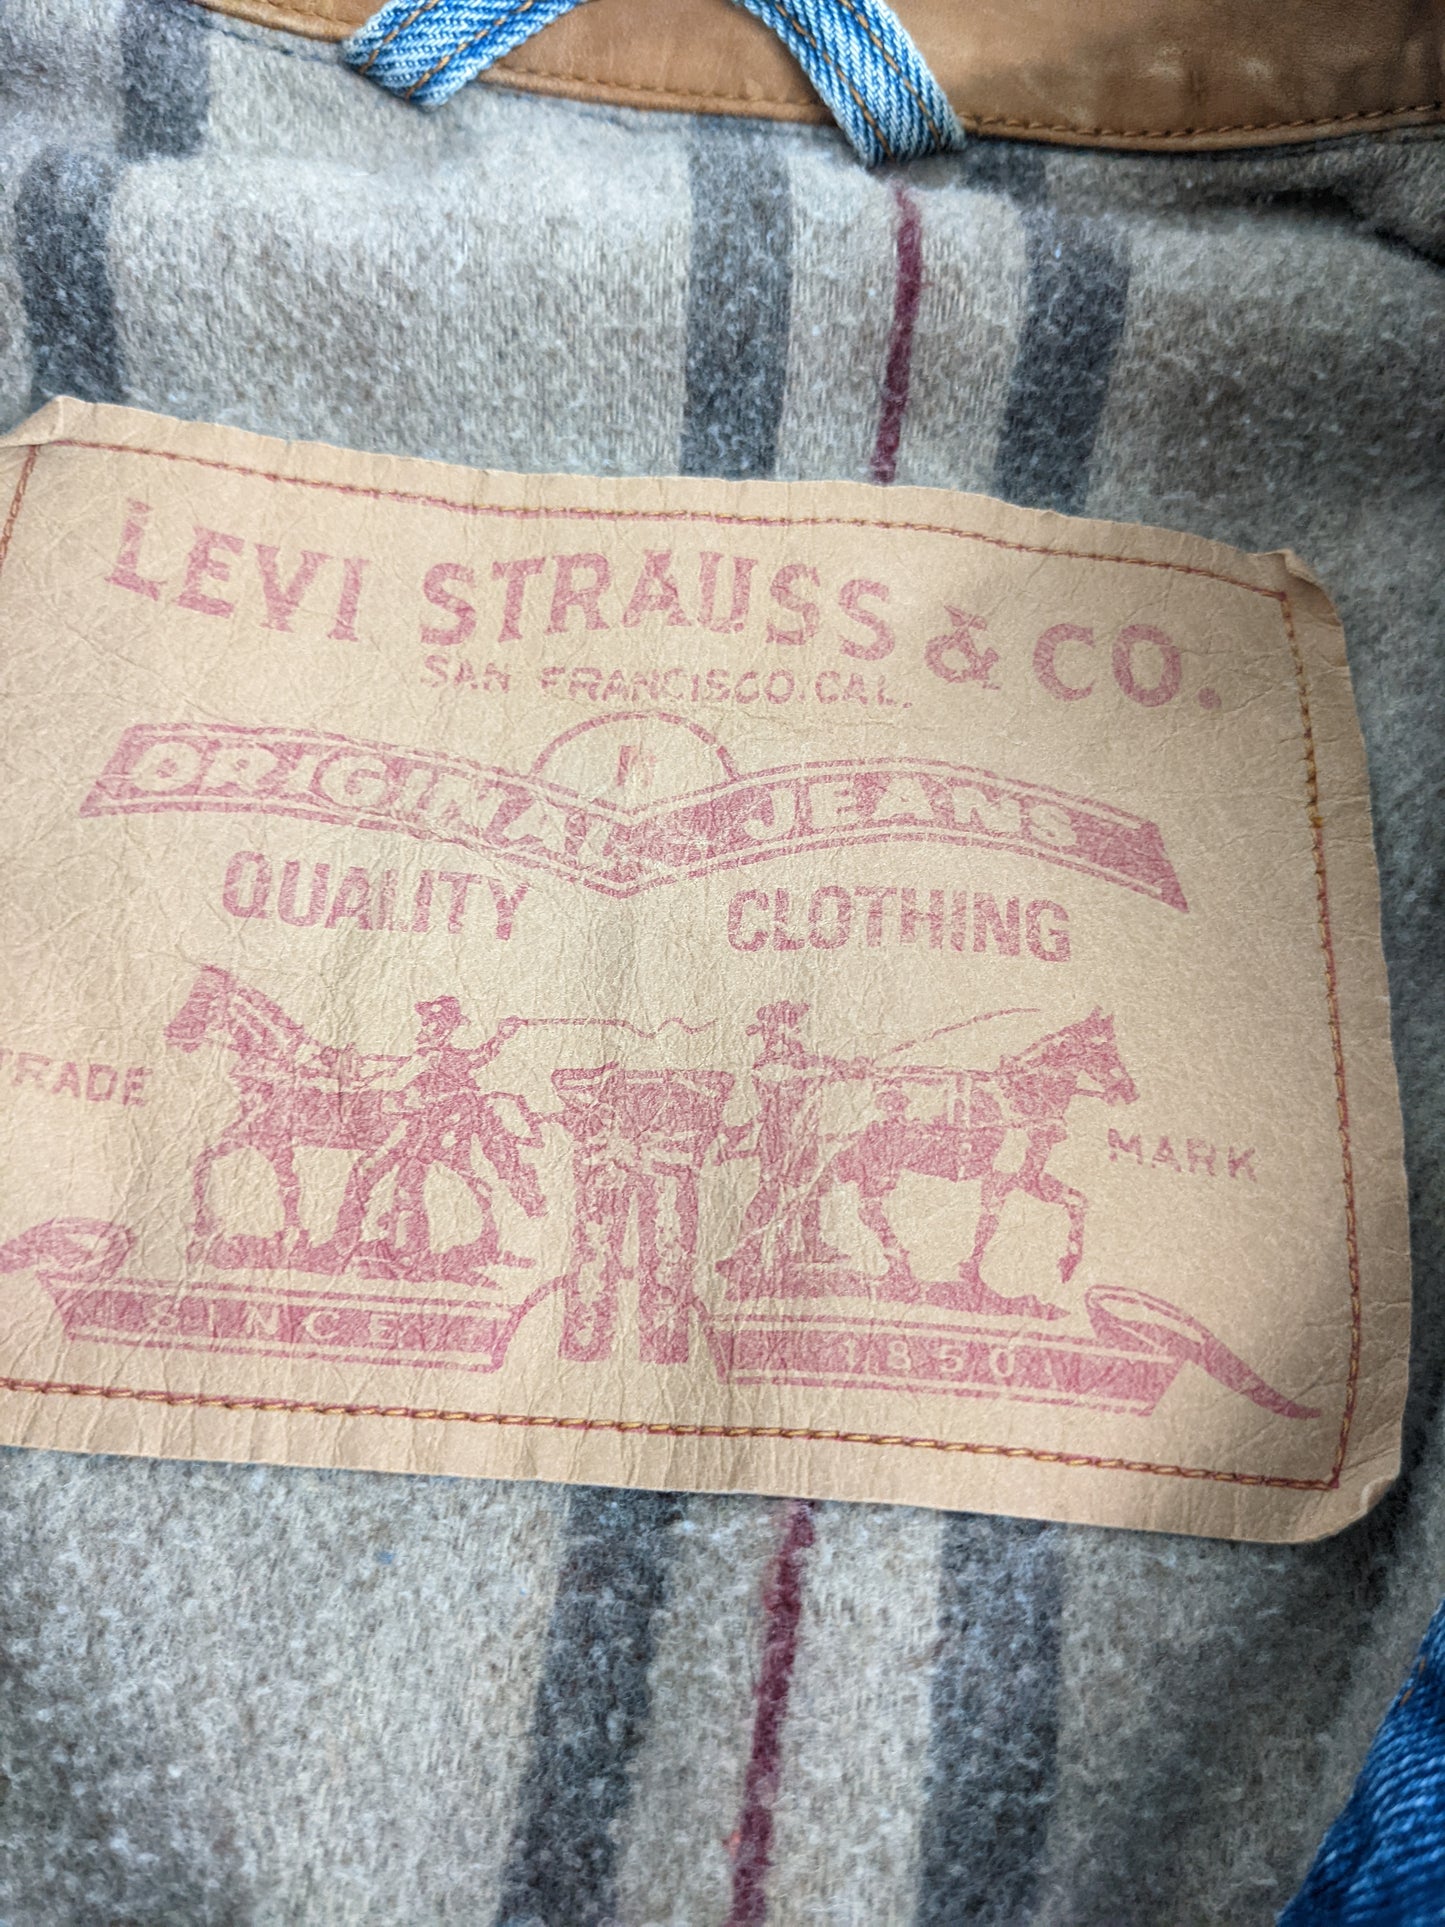 LEVI STRAUSS & CO.
SAN FRANCISCO, CAL.
ORIGINAL JEANS
QUALITY CLOTHING
TRADE MARK
SINCE 1850